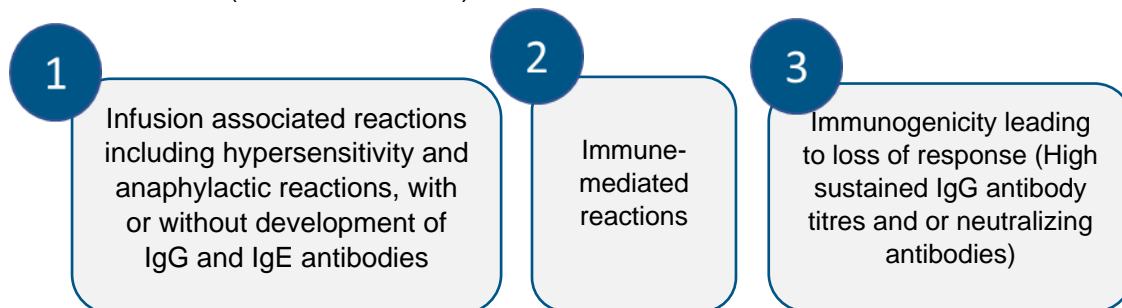 1
Infusion associated reactions
including hypersensitivity and
anaphylactic reactions, with
or without development of
IgG and IgE antibodies
2
Immune-
mediated
reactions
3
Immunogenicity leading
to loss of response (High
sustained IgG antibody
titres and or neutralizing
antibodies)